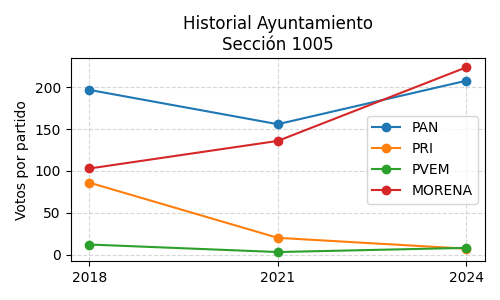 Historial Ayuntamiento
Sección 1005
Votos por partido
200
150
100
50
0
2018
2021
2024
PAN
PRI
PVEM
MORENA